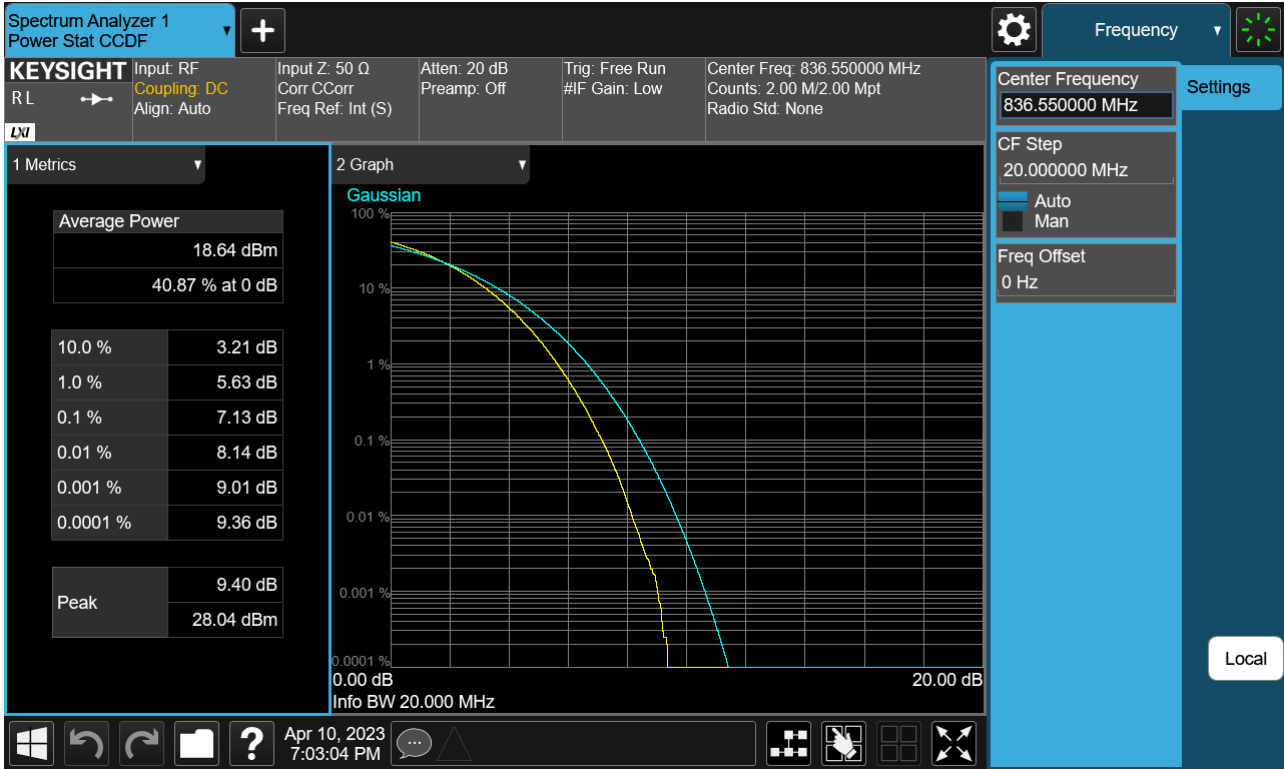 Spectrum Analyzer 1
Power Stat CCDF
+
Frequency
KEYSIGHT
R L
LXI
Input: RF
Coupling: DC
Align: Auto
Input Z: 50 Ω
Corr CCorr
Freq Ref: Int (S)
Atten: 20 dB
Preamp: Off
Trig: Free Run
#IF Gain: Low
Center Freq: 836.550000 MHz
Counts: 2.00 M/2.00 Mpt
Radio Std: None
Center Frequency
836.550000 MHz
Settings
CF Step
20.000000 MHz
Auto
Man
Freq Offset
0 Hz
1 Metrics
Average Power
18.64 dBm
40.87 % at 0 dB
10.0 % 3.21 dB
1.0 % 5.63 dB
0.1 % 7.13 dB
0.01 % 8.14 dB
0.001 % 9.01 dB
0.0001 % 9.36 dB
Peak
9.40 dB
28.04 dBm
2 Graph
Gaussian
100 %
10 %
1 %
0.1 %
0.01 %
0.001 %
0.0001 %
0.00 dB 20.00 dB
Info BW 20.000 MHz
Local
?
Apr 10, 2023
7:03:04 PM